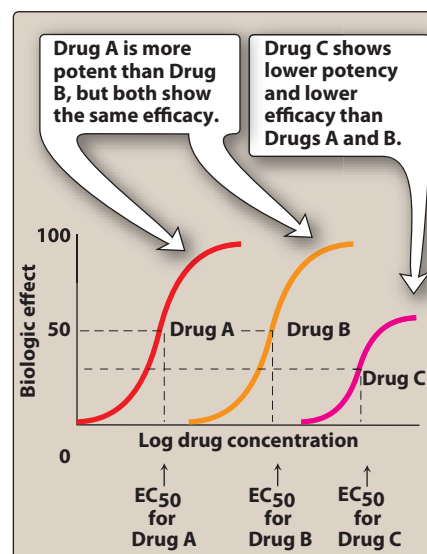 Drug A is more
potent than Drug
B, but both show
the same efficacy.
Drug C shows
lower potency
and lower
efficacy than
Drugs A and B.
100
50
0
Biologic effect
Drug A
Drug B
Drug C
Log drug concentration
EC50
for
Drug A
EC50
for
Drug B
EC50
for
Drug C